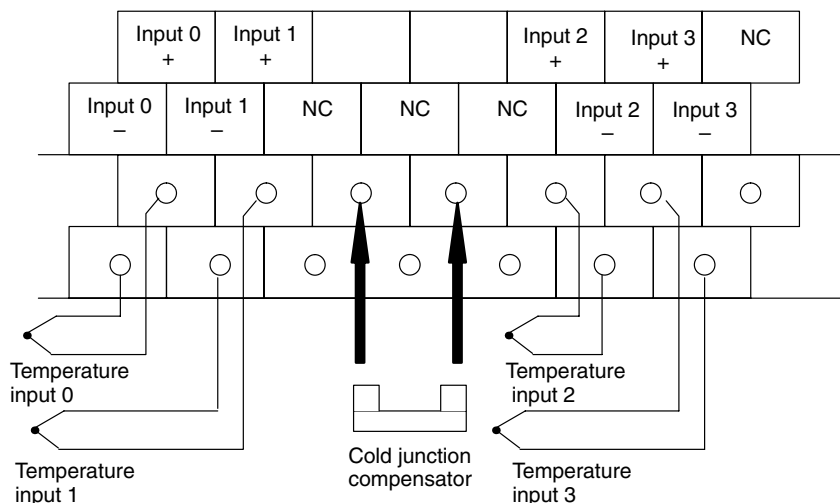 Input 0 Input 1 Input 2 Input 3 NC
+ + + +
Input 0 Input 1 NC NC NC Input 2 Input 3
– – – –
Temperature
input 0
Temperature
input 2
Cold junction
compensator
Temperature
input 1
Temperature
input 3